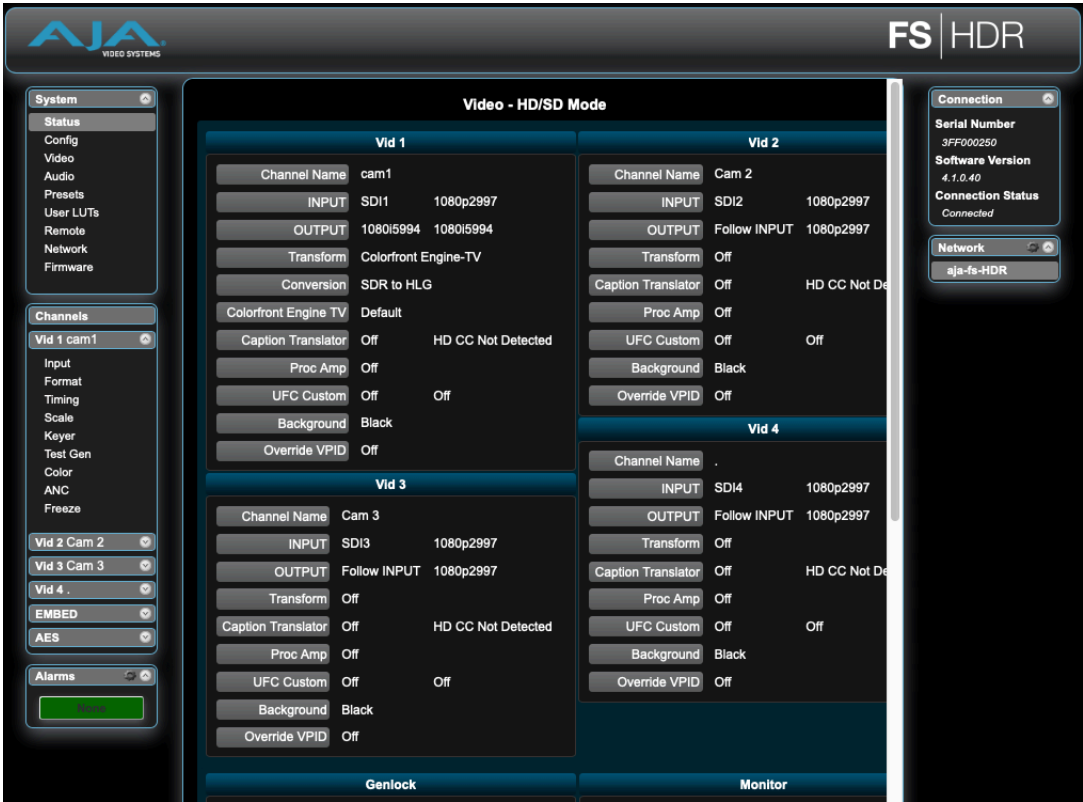 AJA
VIDEO SYSTEMS
FS HDR
System
Status
Config
Video
Audio
Presets
User LUTs
Remote
Network
Firmware
Channels
Vid 1 cam1
Input
Format
Timing
Scale
Keyer
Test Gen
Color
ANC
Freeze
Vid 2 Cam 2
Vid 3 Cam 3
Vid 4 .
EMBED
AES
Alarms
None
Video - HD/SD Mode
Vid 1
Channel Name cam1
INPUT SDI1 1080p2997
OUTPUT 1080i5994 1080i5994
Transform Colorfront Engine-TV
Conversion SDR to HLG
Colorfront Engine TV Default
Caption Translator Off HD CC Not Detected
Proc Amp Off
UFC Custom Off Off
Background Black
Override VPID Off
Vid 2
Channel Name Cam 2
INPUT SDI2 1080p2997
OUTPUT Follow INPUT 1080p2997
Transform Off
Caption Translator Off HD CC Not De
Proc Amp Off
UFC Custom Off Off
Background Black
Override VPID Off
Vid 3
Channel Name Cam 3
INPUT SDI3 1080p2997
OUTPUT Follow INPUT 1080p2997
Transform Off
Caption Translator Off HD CC Not Detected
Proc Amp Off
UFC Custom Off Off
Background Black
Override VPID Off
Vid 4
Channel Name .
INPUT SDI4 1080p2997
OUTPUT Follow INPUT 1080p2997
Transform Off
Caption Translator Off HD CC Not De
Proc Amp Off
UFC Custom Off Off
Background Black
Override VPID Off
Genlock
Monitor
Connection
Serial Number
3FF000250
Software Version
4.1.0.40
Connection Status
Connected
Network
aja-fs-HDR